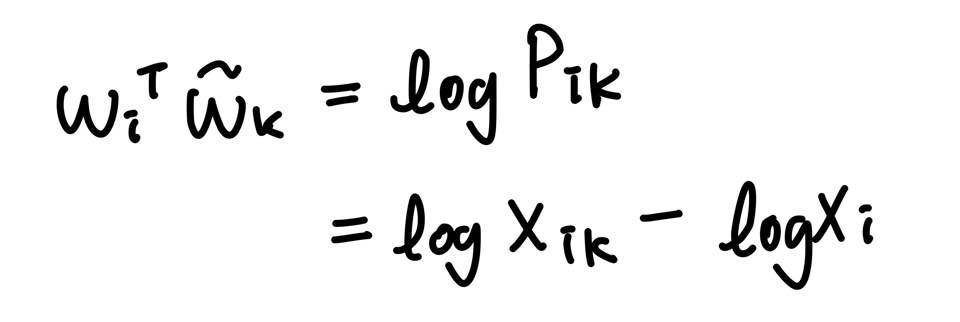 wᵢᵀ w̃ₖ = log Pᵢₖ
= log Xᵢₖ − log Xᵢ